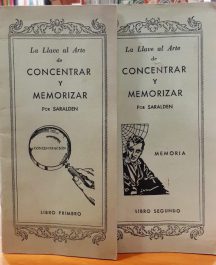 La Llave al Arte
de
CONCENTRAR
Y
MEMORIZAR
POR SARALDEN
CONCENTRACION
LIBRO PRIMERO
La Llave al Arte
de
CONCENTRAR
Y
MEMORIZAR
POR SARALDEN
MEMORIA
LIBRO SEGUNDO